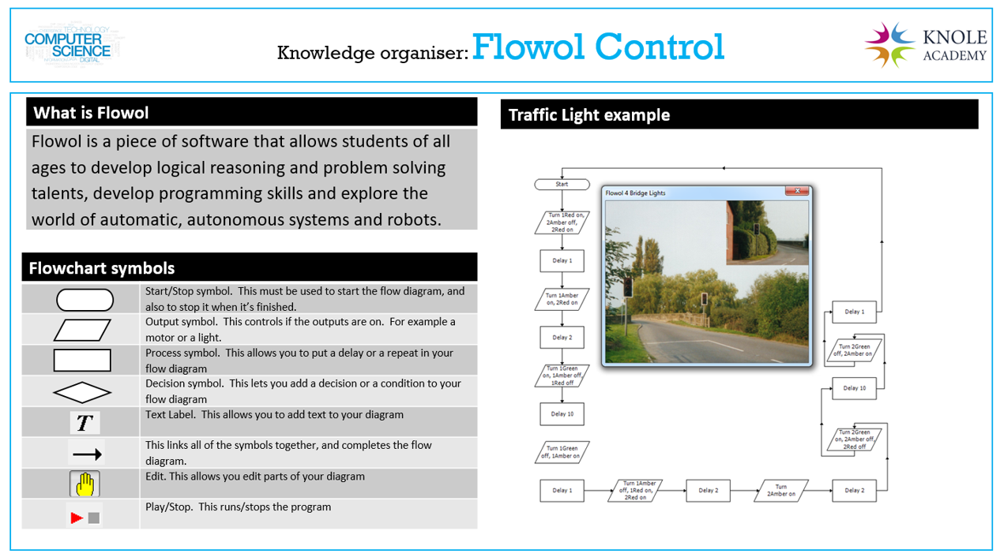 TECHNOLOGY
COMPUTER
SCIENCE
DIGITAL
Knowledge organiser: Flowol Control
KNOLE
ACADEMY
What is Flowol
Flowol is a piece of software that allows students of all
ages to develop logical reasoning and problem solving
talents, develop programming skills and explore the
world of automatic, autonomous systems and robots.
Flowchart symbols
Start/Stop symbol.  This must be used to start the flow diagram, and
also to stop it when it's finished.
Output symbol.  This controls if the outputs are on.  For example a
motor or a light.
Process symbol.  This allows you to put a delay or a repeat in your
flow diagram
Decision symbol.  This lets you add a decision or a condition to your
flow diagram
T
Text Label.  This allows you to add text to your diagram
This links all of the symbols together, and completes the flow
diagram.
Edit. This allows you edit parts of your diagram
Play/Stop.  This runs/stops the program
Traffic Light example
Start
Turn 1Red on,
2Amber off,
2Red on
Delay 1
Turn 1Amber
on, 2Red on
Delay 2
Turn 1Green
on, 1Amber off,
1Red off
Delay 10
Turn 1Green
off, 1Amber on
Delay 1
Turn 1Amber
off, 1Red on,
2Red on
Delay 2
Turn
2Amber on
Delay 2
Turn 2Green
on, 2Amber off,
2Red off
Delay 10
Turn 2Green
off, 2Amber on
Delay 1
Flowol 4 Bridge Lights